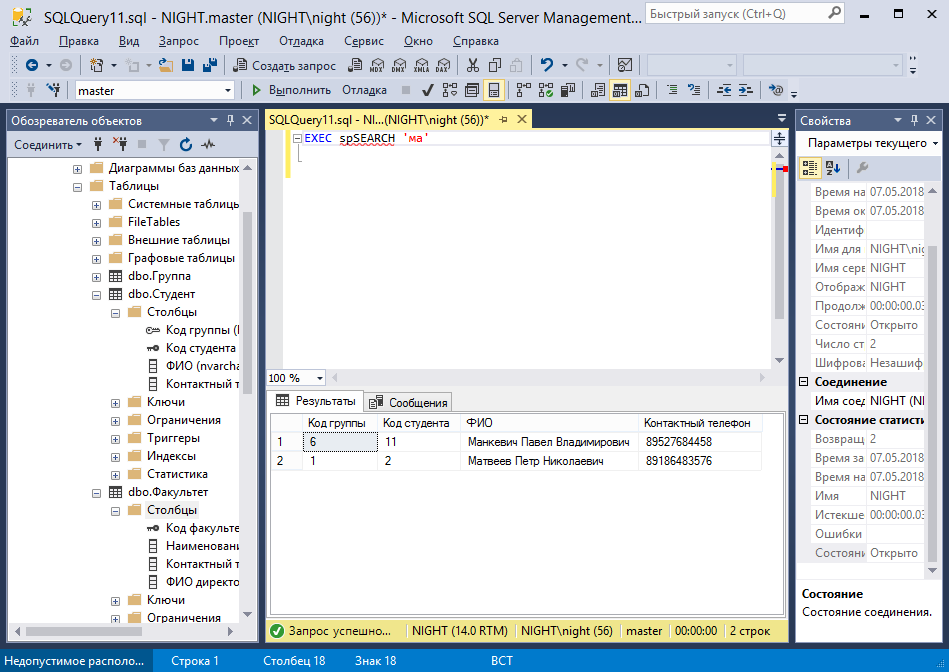 SQLQuery11.sql - NIGHT.master (NIGHT\night (56))* - Microsoft SQL Server Management...
Быстрый запуск (Ctrl+Q)
Файл Правка Вид Запрос Проект Отладка Сервис Окно Справка
Создать запрос MDX DMX XMLA DAX
master Выполнить Отладка
Обозреватель объектов
Соединить
Диаграммы баз данных
Таблицы
Системные таблицы
FileTables
Внешние таблицы
Графовые таблицы
dbo.Группа
dbo.Студент
Столбцы
Код группы (
Код студента
ФИО (nvarcha
Контактный т
Ключи
Ограничения
Триггеры
Индексы
Статистика
dbo.Факультет
Столбцы
Код факульте
Наименовани
Контактный т
ФИО директо
Ключи
Ограничения
SQLQuery11.sql - NI...(NIGHT\night (56))*
EXEC spSEARCH 'ма'
100 %
Результаты Сообщения
Код группы Код студента ФИО Контактный телефон
1 6 11 Манкевич Павел Владимирович 89527684458
2 1 2 Матвеев Петр Николаевич 89186483576
Запрос успешно... NIGHT (14.0 RTM) NIGHT\night (56) master 00:00:00 2 строк
Свойства
Параметры текущего
Время на 07.05.2018
Время ок 07.05.2018
Идентиф
Имя для NIGHT\nig
Имя серв NIGHT
Отображ NIGHT
Продолж 00:00:00.03
Состояни Открыто
Число ст 2
Шифрова Незашиф
Соединение
Имя соед NIGHT (NI
Состояние статисти
Возвращ 2
Время за 07.05.2018
Время на 07.05.2018
Имя NIGHT
Истекше 00:00:00.03
Ошибки
Состояни Открыто
Состояние
Состояние соединения.
Недопустимое располо... Строка 1 Столбец 18 Знак 18 ВСТ